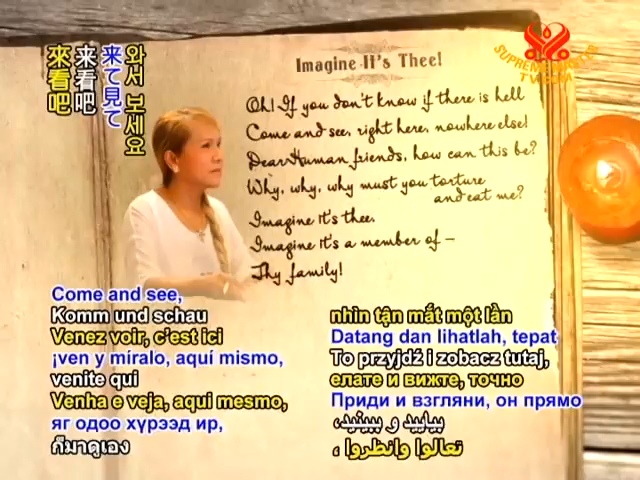 와서 보세요
来て見て
来看吧
來看吧
SUPREME MASTER
TV.COM
Imagine It's Thee!
Oh! If you don't know if there is hell
Come and see, right here, nowhere else!
Dear Human friends, how can this be?
Why, why, why must you torture
and eat me?
Imagine it's thee,
Imagine it's a member of –
Thy family!
Come and see,
Komm und schau
Venez voir, c'est ici
¡ven y míralo, aquí mismo,
venite qui
Venha e veja, aqui mesmo,
яг одоо хүрээд ир,
ก็มาดูเอง
nhìn tận mắt một lần
Datang dan lihatlah, tepat
To przyjdź i zobacz tutaj,
елате и вижте, точно
Приди и взгляни, он прямо
بیایید و ببینید،
تعالوا وانظروا ،